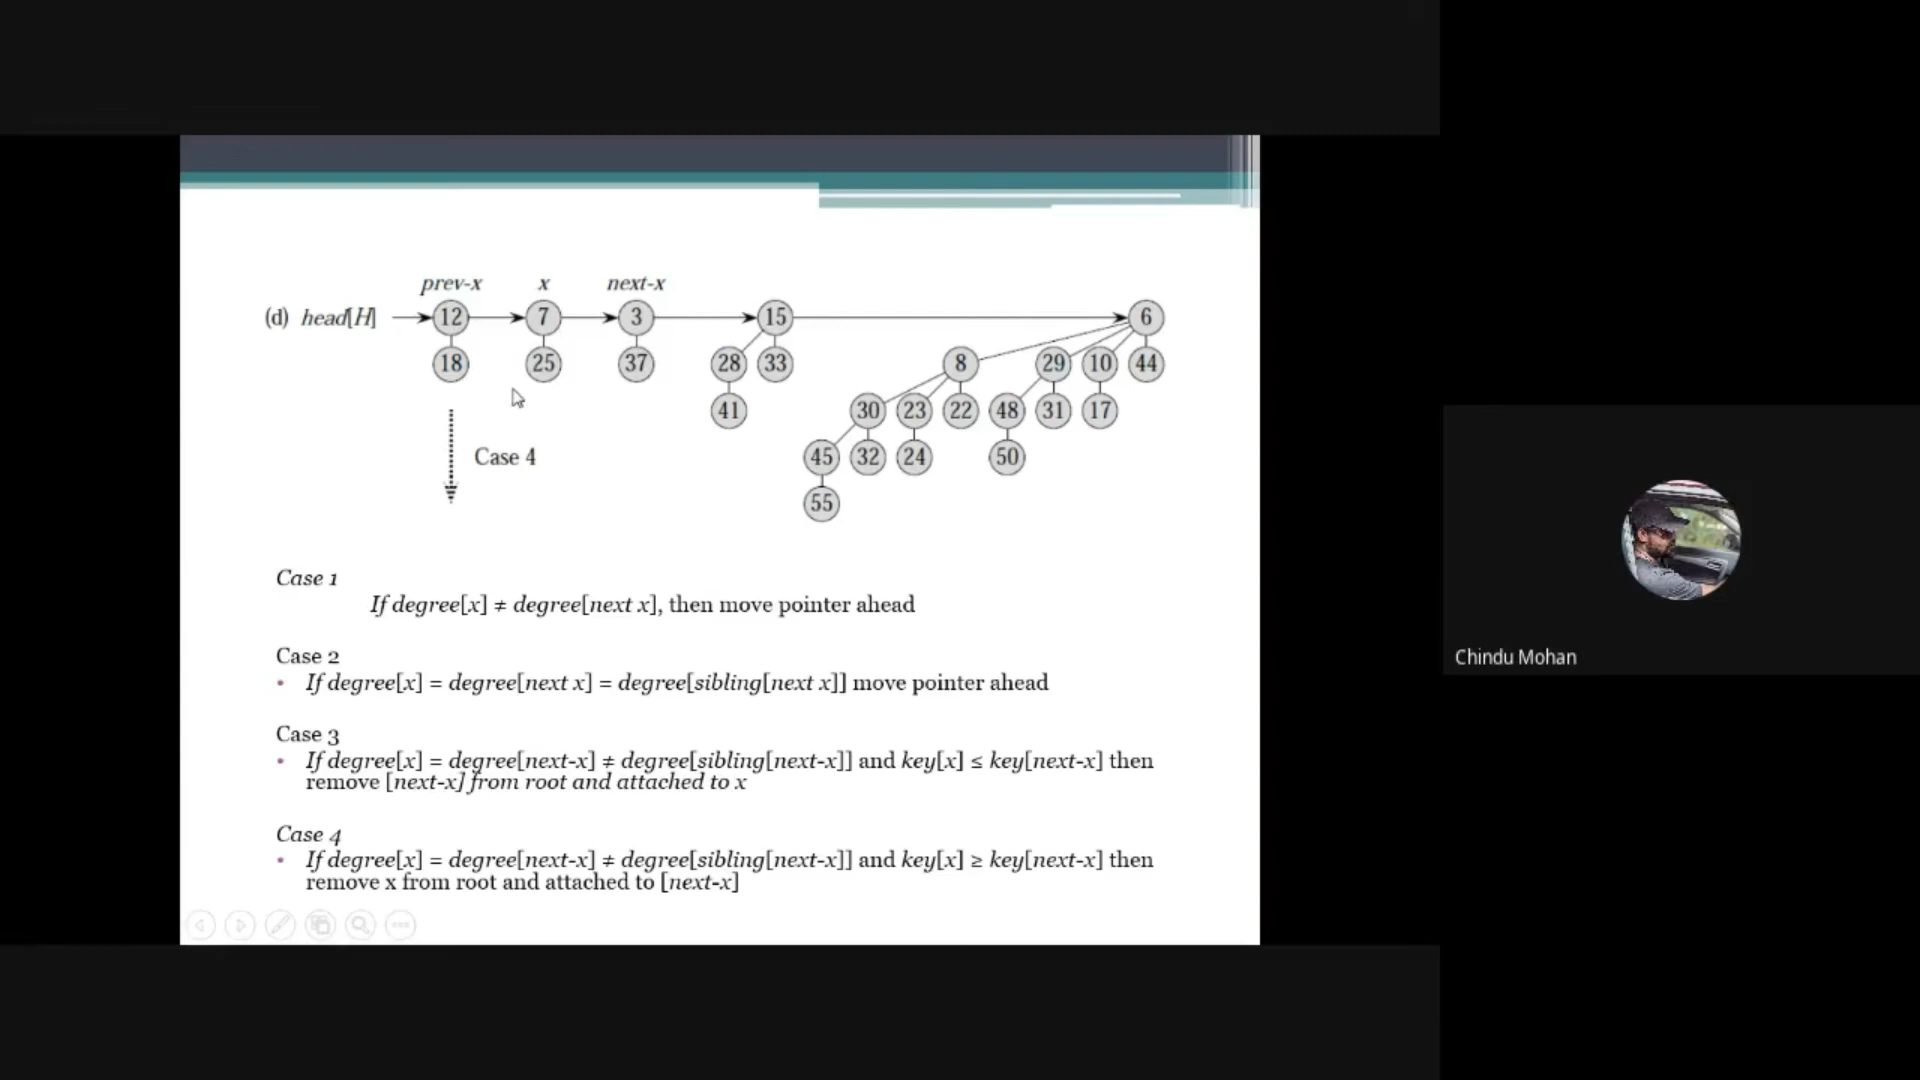 prev-x x next-x
(d) head[H] 12 7 3 15 6
18 25 37 28 33 8 29 10 44
41 30 23 22 48 31 17
Case 4 45 32 24 50
55
Case 1
If degree[x] ≠ degree[next x], then move pointer ahead
Case 2
• If degree[x] = degree[next x] = degree[sibling[next x]] move pointer ahead
Case 3
• If degree[x] = degree[next-x] ≠ degree[sibling[next-x]] and key[x] ≤ key[next-x] then
remove [next-x] from root and attached to x
Case 4
• If degree[x] = degree[next-x] ≠ degree[sibling[next-x]] and key[x] ≥ key[next-x] then
remove x from root and attached to [next-x]
Chindu Mohan